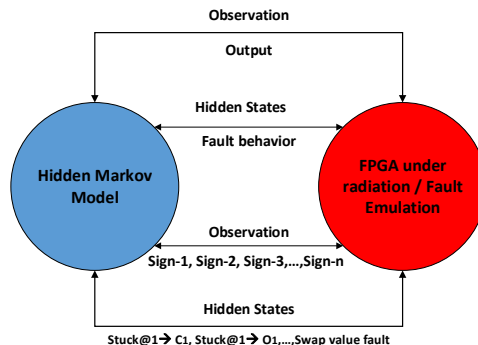 Observation
Output
Hidden States
Fault behavior
Hidden Markov
Model
FPGA under
radiation / Fault
Emulation
Observation
Sign-1, Sign-2, Sign-3,...,Sign-n
Hidden States
Stuck@1→ C1, Stuck@1→ O1,...,Swap value fault